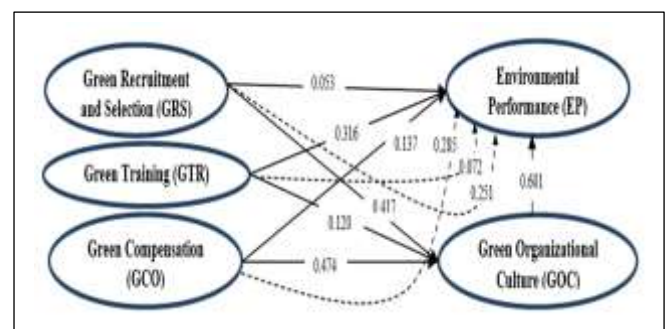 Green Recruitment
and Selection (GRS)
Environmental
Performance (EP)
0.053
0.316
0.137
0.285
Green Training (GTR)
0.072
0.251
0.601
0.417
0.120
Green Compensation
(GCO)
0.474
Green Organizational
Culture (GOC)